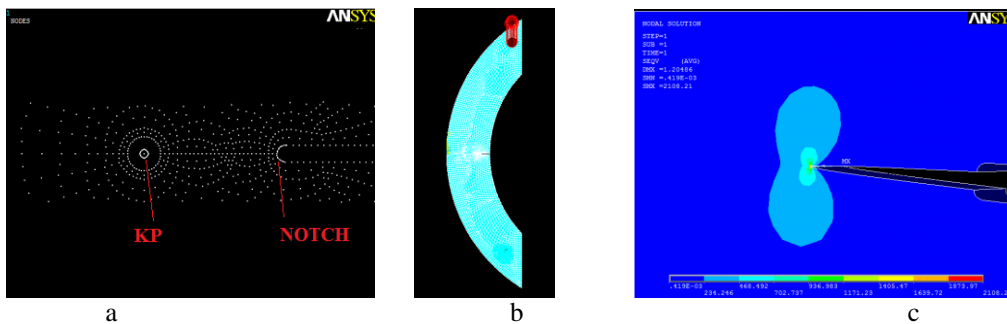 1
ANSYS
NODES
KP
NOTCH
a
b
ANSYS
NODAL SOLUTION
STEP=1
SUB =1
TIME=1
SEQV (AVG)
DMX =1.20486
SMN =.419E-03
SMX =2108.21
MX
.419E-03 468.492 936.983 1405.47 1873.97
234.246 702.737 1171.23 1639.72 2108.2
c